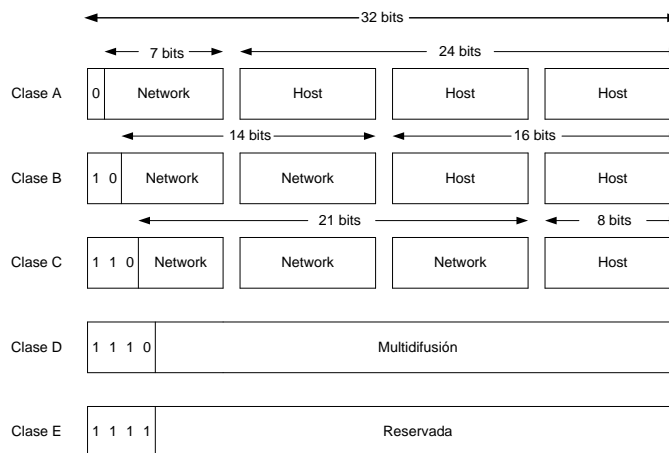 32 bits
7 bits 24 bits
Clase A 0 Network Host Host Host
14 bits 16 bits
Clase B 1 0 Network Network Host Host
21 bits 8 bits
Clase C 1 1 0 Network Network Network Host
Clase D 1 1 1 0 Multidifusión
Clase E 1 1 1 1 Reservada